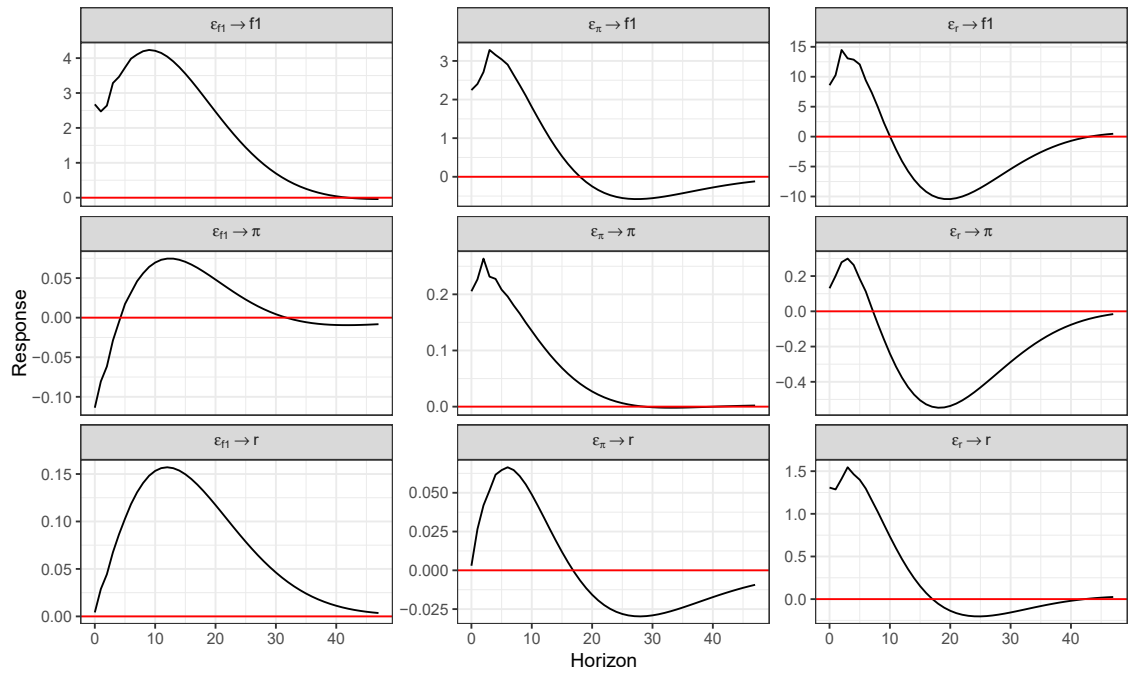 ε_f1 → f1
ε_π → f1
ε_r → f1
4
3
2
1
0
3
2
1
0
15
10
5
0
−5
−10
ε_f1 → π
ε_π → π
ε_r → π
0.05
0.00
−0.05
−0.10
0.2
0.1
0.0
0.2
0.0
−0.2
−0.4
Response
ε_f1 → r
ε_π → r
ε_r → r
0.15
0.10
0.05
0.00
0.050
0.025
0.000
−0.025
1.5
1.0
0.5
0.0
0 10 20 30 40
0 10 20 30 40
0 10 20 30 40
Horizon